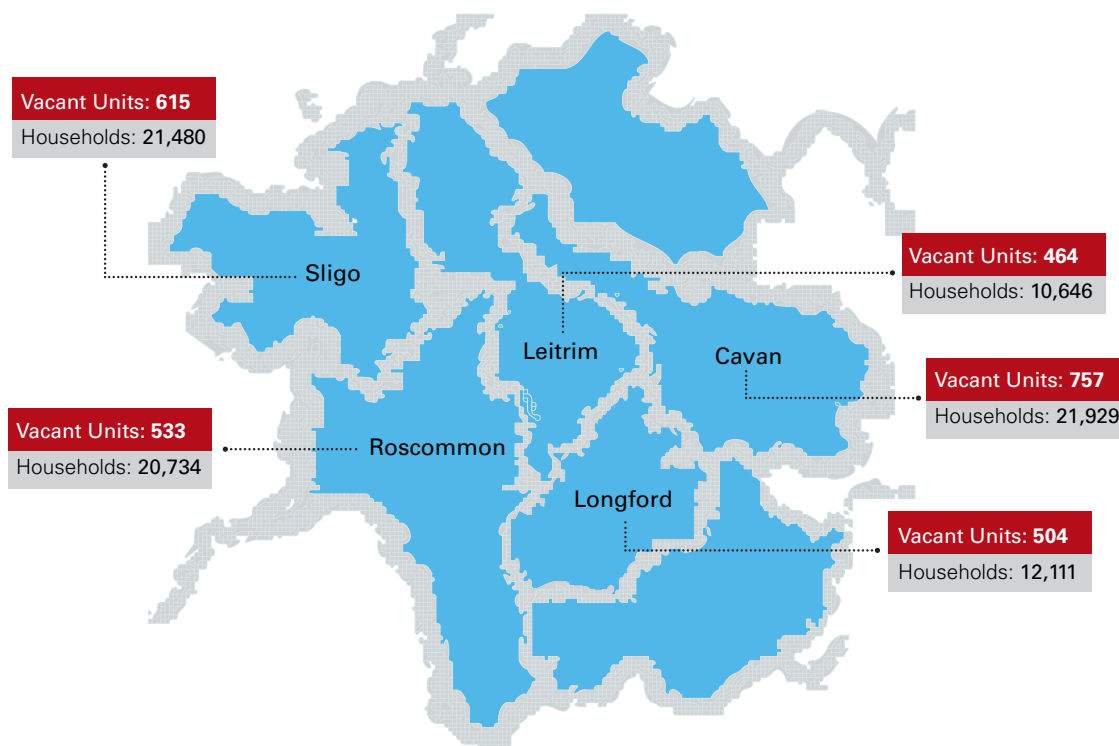 Vacant Units: 615
Households: 21,480
Sligo
Vacant Units: 464
Households: 10,646
Leitrim
Cavan
Vacant Units: 757
Households: 21,929
Vacant Units: 533
Households: 20,734
Roscommon
Longford
Vacant Units: 504
Households: 12,111